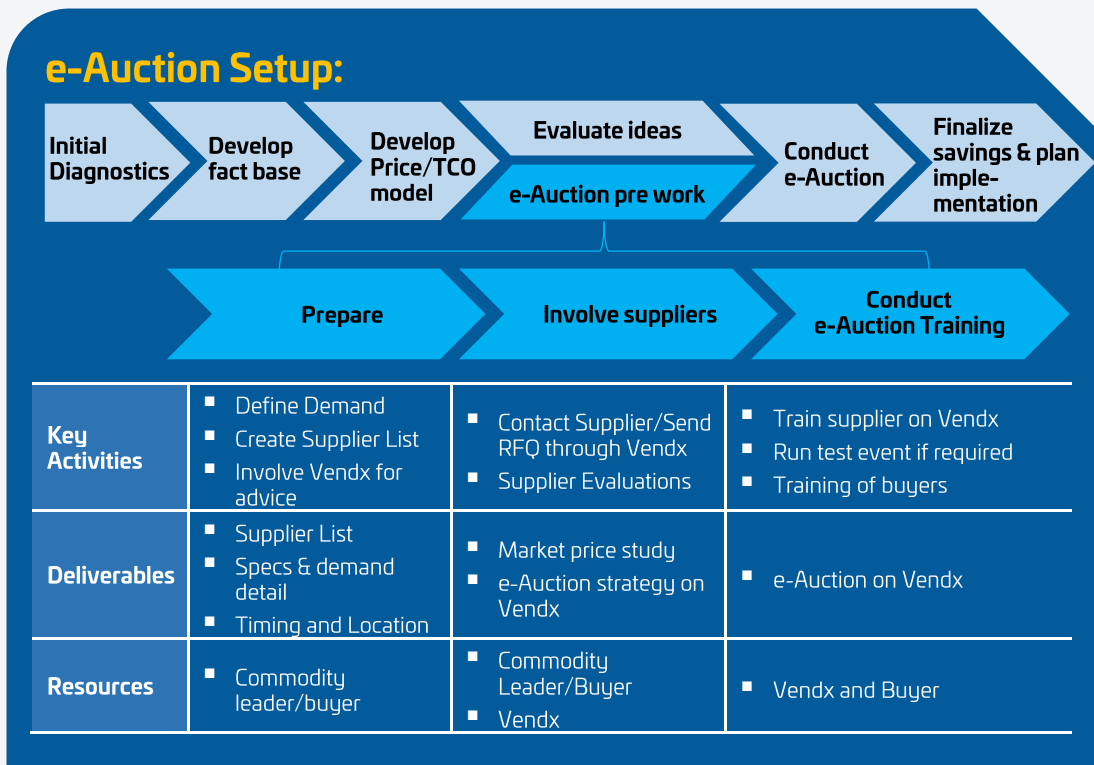 e-Auction Setup:
Initial
Diagnostics
Develop
fact base
Develop
Price/TCO
model
Evaluate ideas
e-Auction pre work
Conduct
e-Auction
Finalize
savings & plan
imple-
mentation
Prepare
Involve suppliers
Conduct
e-Auction Training
Key
Activities
Define Demand
Create Supplier List
Involve Vendx for
advice
Contact Supplier/Send
RFQ through Vendx
Supplier Evaluations
Train supplier on Vendx
Run test event if required
Training of buyers
Deliverables
Supplier List
Specs & demand
detail
Timing and Location
Market price study
e-Auction strategy on
Vendx
e-Auction on Vendx
Resources
Commodity
leader/buyer
Commodity
Leader/Buyer
Vendx
Vendx and Buyer